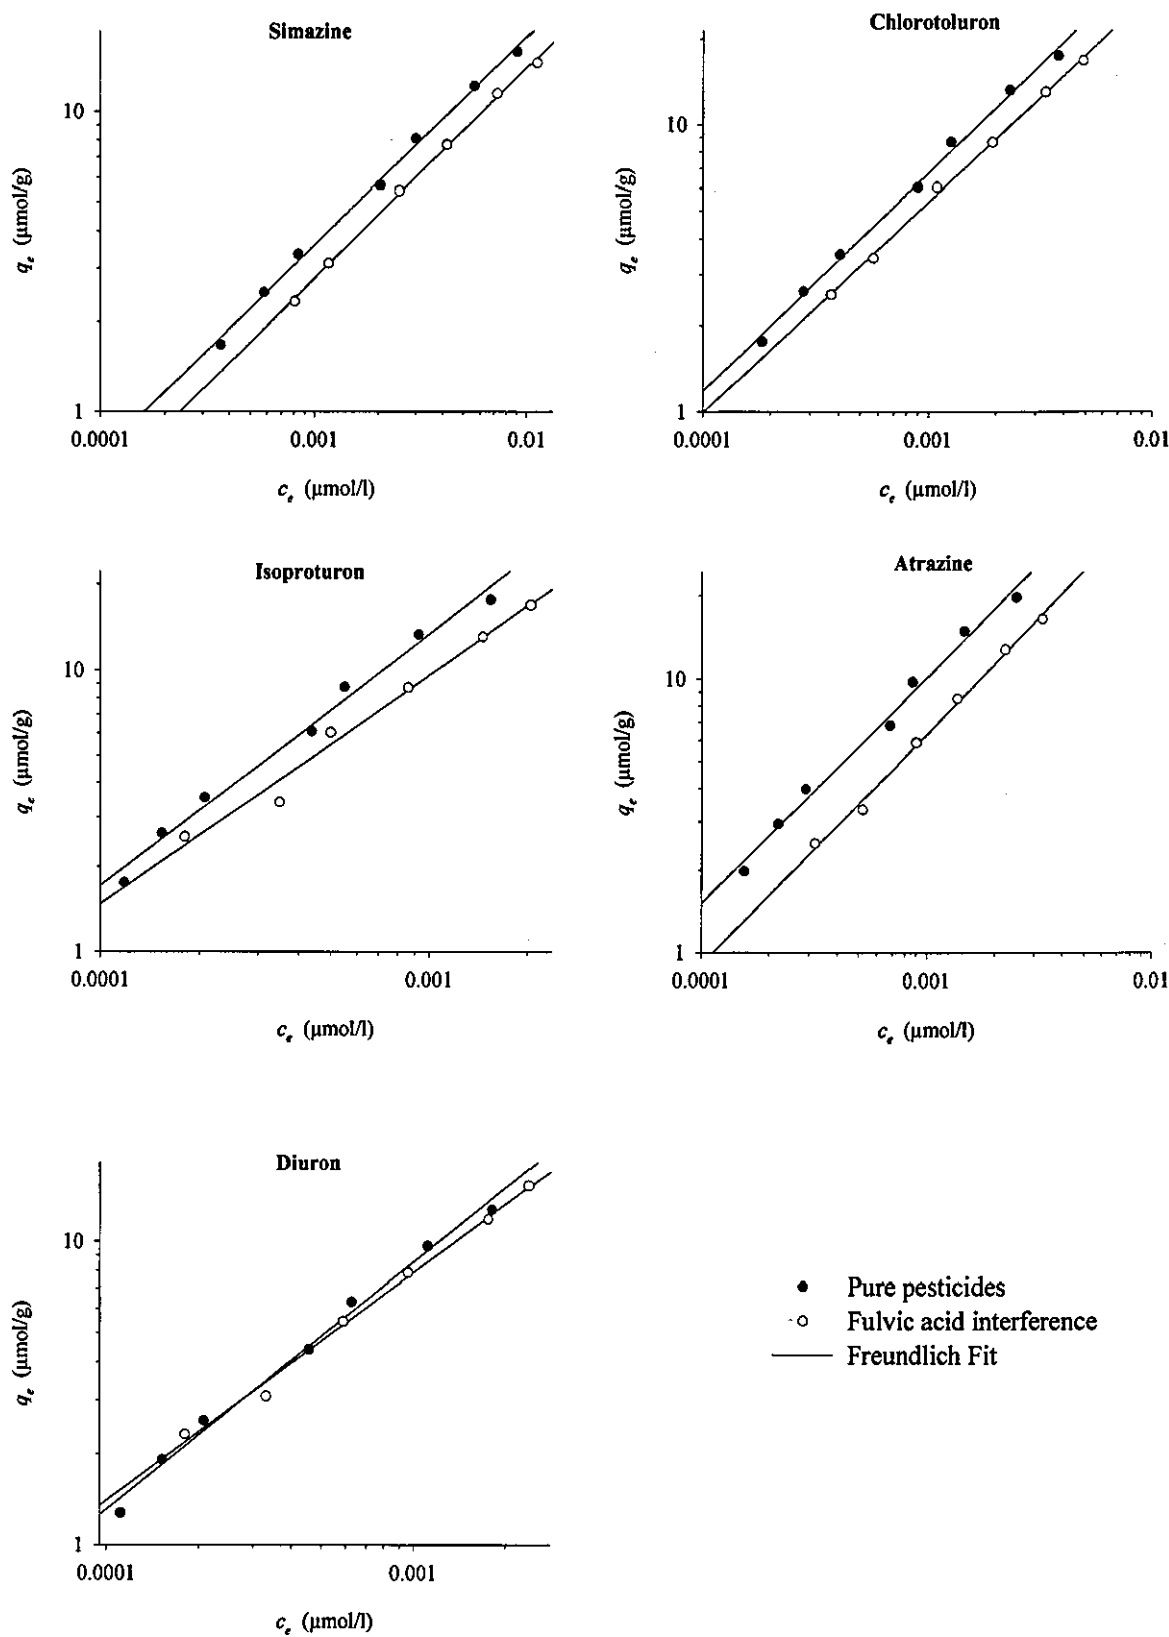 Simazine
10
1
qe (µmol/g)
0.0001 0.001 0.01
ce (µmol/l)
Chlorotoluron
10
1
qe (µmol/g)
0.0001 0.001 0.01
ce (µmol/l)
Isoproturon
10
1
qe (µmol/g)
0.0001 0.001
ce (µmol/l)
Atrazine
10
1
qe (µmol/g)
0.0001 0.001 0.01
ce (µmol/l)
Diuron
10
1
qe (µmol/g)
0.0001 0.001
ce (µmol/l)
Pure pesticides
Fulvic acid interference
Freundlich Fit